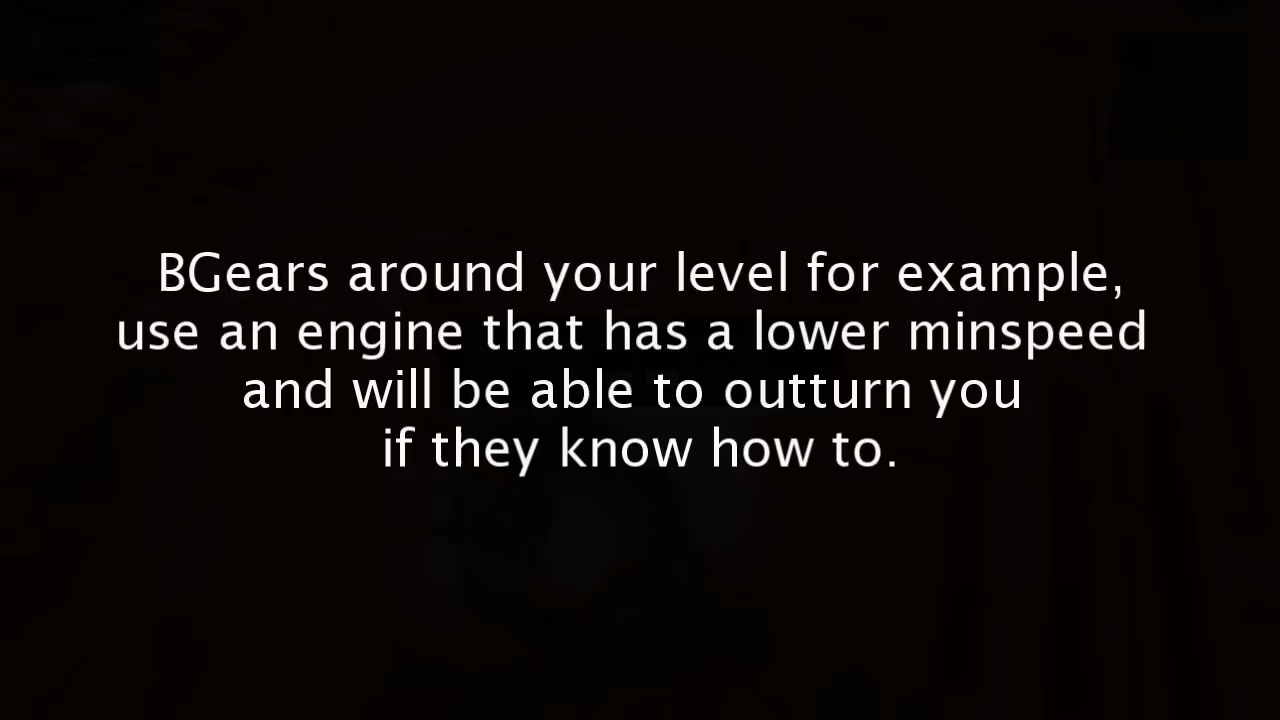 BGears around your level for example,
use an engine that has a lower minspeed
and will be able to outturn you
if they know how to.